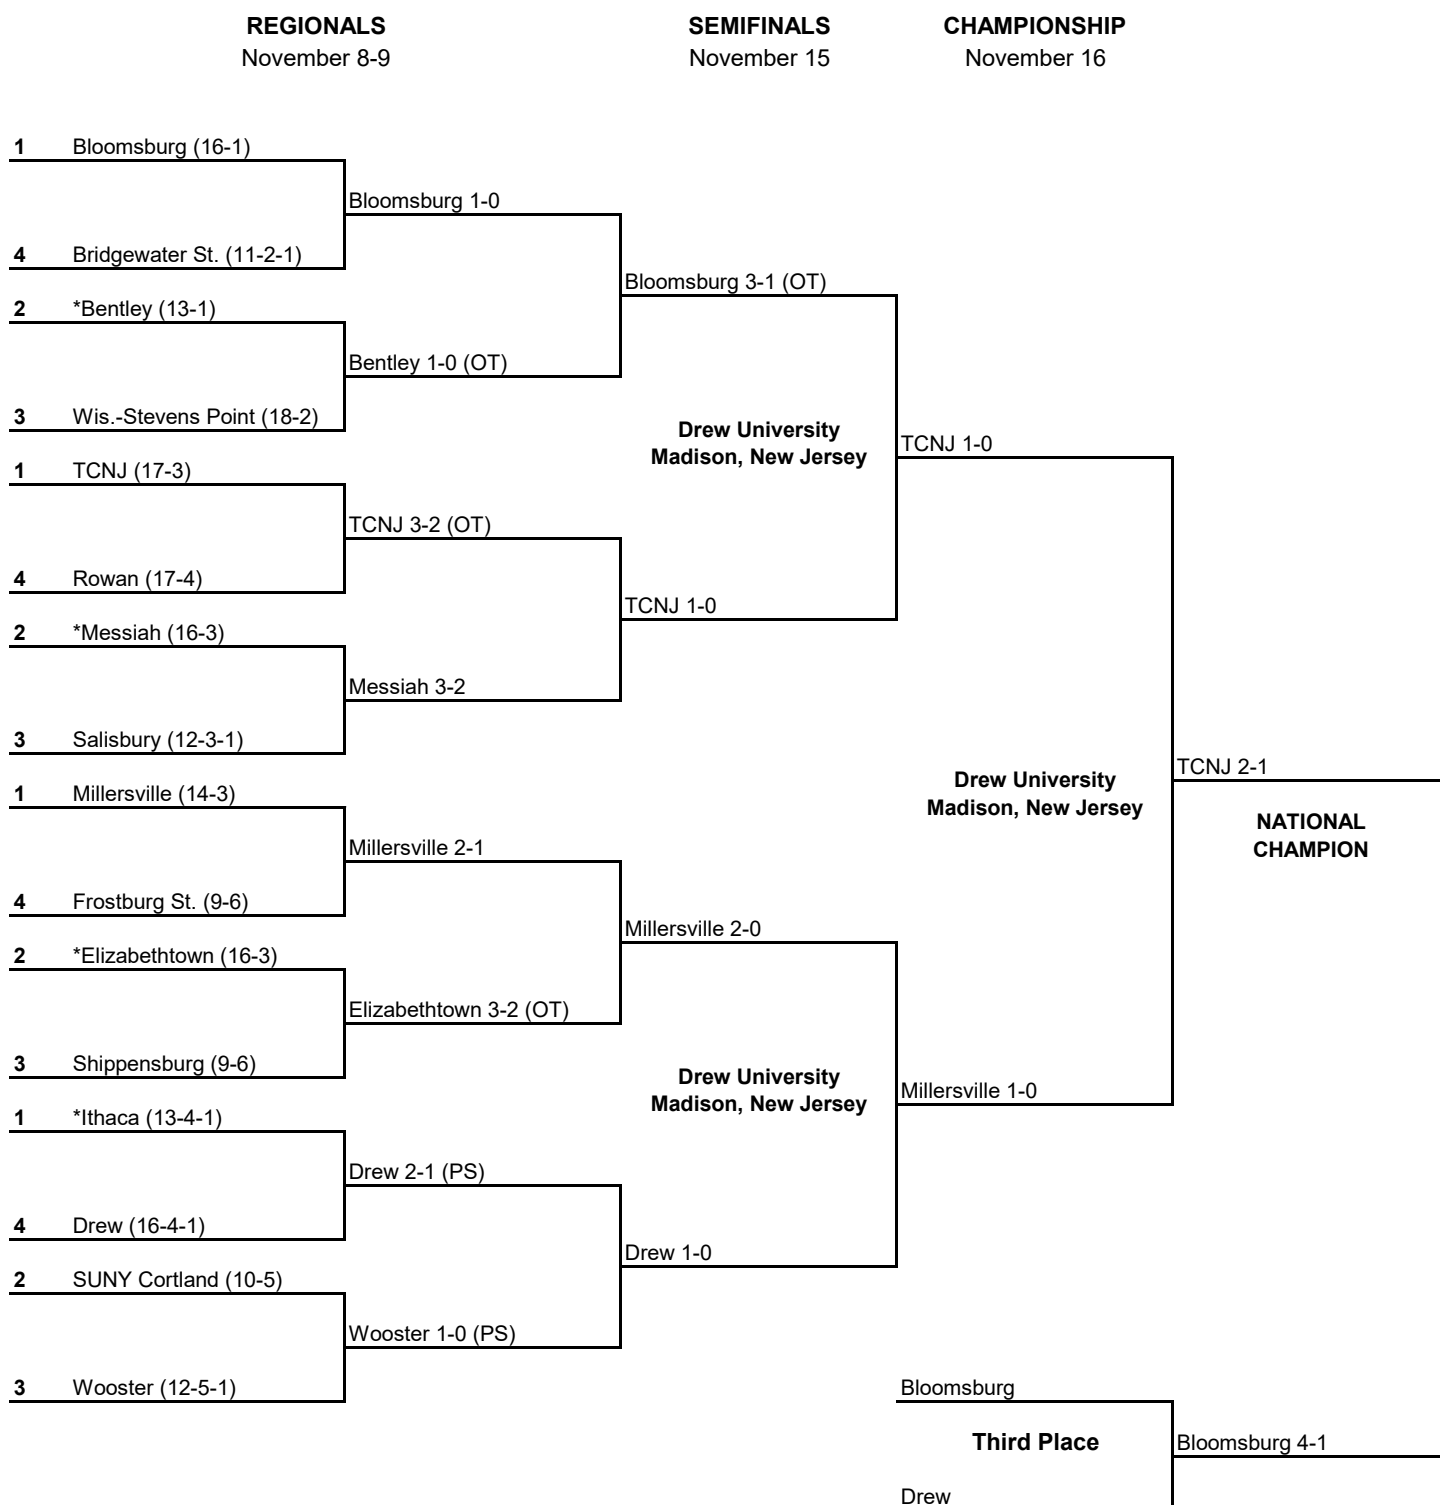 REGIONALS SEMIFINALS CHAMPIONSHIP
November 8-9 November 15 November 16
1 Bloomsburg (16-1)
Bloomsburg 1-0
4 Bridgewater St. (11-2-1)
Bloomsburg 3-1 (OT)
2 *Bentley (13-1)
Bentley 1-0 (OT)
3 Wis.-Stevens Point (18-2)
Drew University
Madison, New Jersey
TCNJ 1-0
1 TCNJ (17-3)
TCNJ 3-2 (OT)
4 Rowan (17-4)
TCNJ 1-0
2 *Messiah (16-3)
Messiah 3-2
3 Salisbury (12-3-1)
TCNJ 2-1
Drew University
Madison, New Jersey
NATIONAL
CHAMPION
1 Millersville (14-3)
Millersville 2-1
4 Frostburg St. (9-6)
Millersville 2-0
2 *Elizabethtown (16-3)
Elizabethtown 3-2 (OT)
3 Shippensburg (9-6)
Drew University
Madison, New Jersey
Millersville 1-0
1 *Ithaca (13-4-1)
Drew 2-1 (PS)
4 Drew (16-4-1)
Drew 1-0
2 SUNY Cortland (10-5)
Wooster 1-0 (PS)
3 Wooster (12-5-1)
Bloomsburg
Third Place
Bloomsburg 4-1
Drew